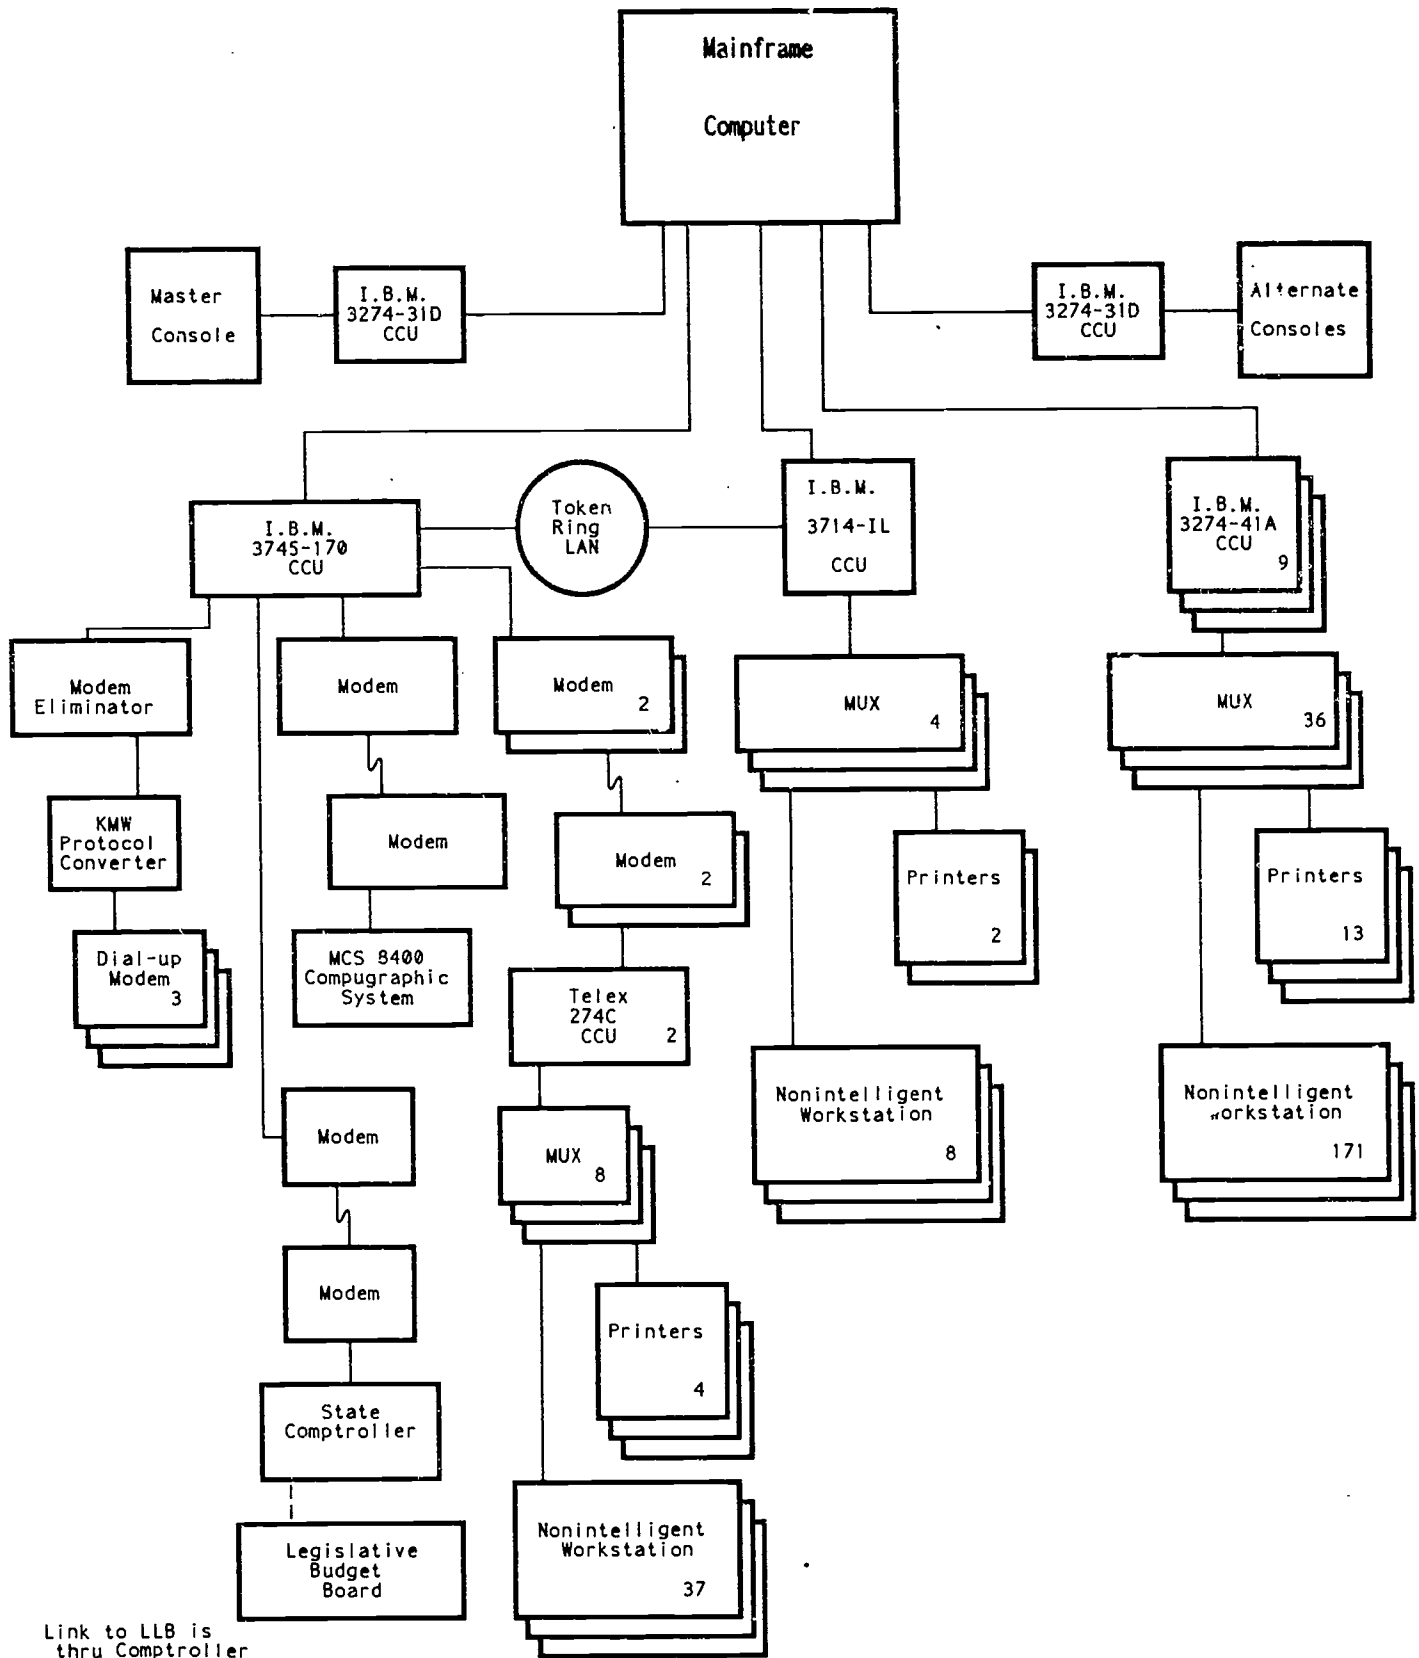 Mainframe
Computer
Master
Console
I.B.M.
3274-31D
CCU
I.B.M.
3274-31D
CCU
Alternate
Consoles
I.B.M.
3745-170
CCU
Token
Ring
LAN
I.B.M.
3714-IL
CCU
I.B.M.
3274-41A
CCU
9
Modem
Eliminator
Modem
Modem
2
MUX
4
MUX
36
KMW
Protocol
Converter
Modem
Modem
2
Printers
2
Printers
13
Dial-up
Modem
3
MCS 8400
Compugraphic
System
Telex
274C
CCU
2
Nonintelligent
Workstation
8
Nonintelligent
171
Modem
MUX
8
Modem
Printers
4
State
Comptroller
Legislative
Budget
Board
Nonintelligent
Workstation
37
Link to LLB is
thru Comptroller